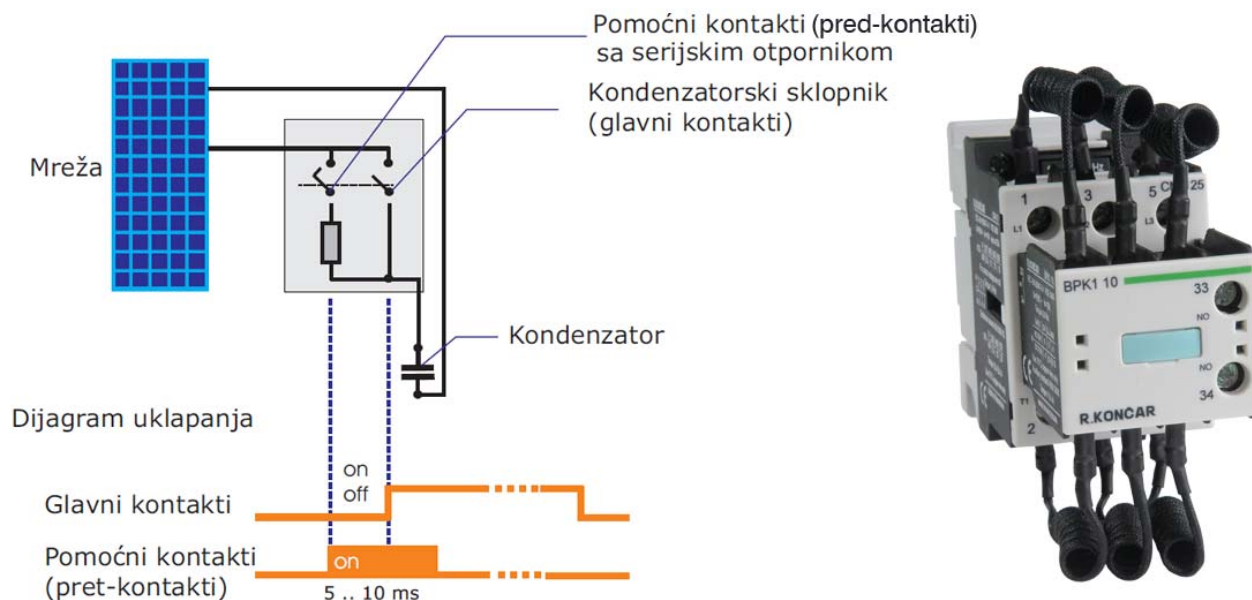 Pomoćni kontakti (pred-kontakti)
sa serijskim otpornikom
Kondenzatorski sklopnik
(glavni kontakti)
Mreža
Kondenzator
Dijagram uklapanja
on
off
Glavni kontakti
Pomoćni kontakti
(pret-kontakti)
on
5 .. 10 ms
Hz
1
3
5
25
L1
L3
BPK1 10
33
NO
NO
34
T1
2
R.KONČAR